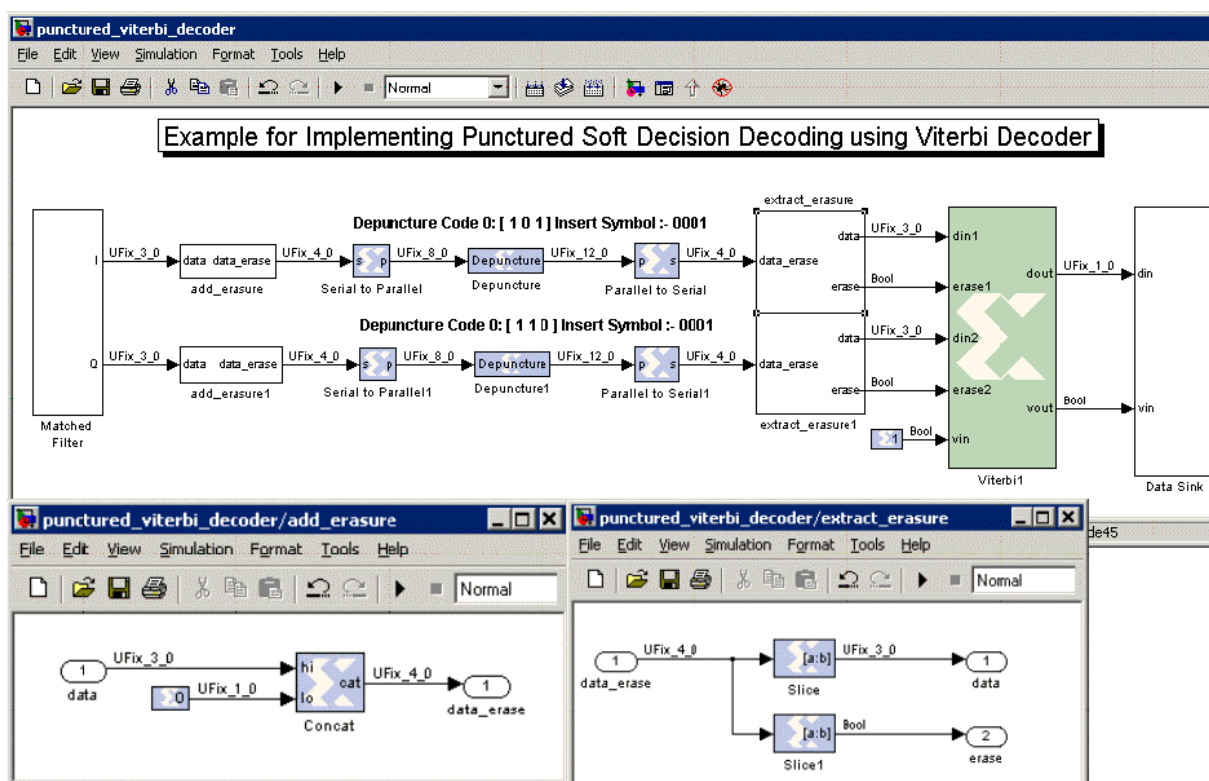 punctured_viterbi_decoder
File Edit View Simulation Format Tools Help
Normal
Example for Implementing Punctured Soft Decision Decoding using Viterbi Decoder
Depuncture Code 0: [ 1 0 1 ] Insert Symbol :- 0001
extract_erasure
I UFix_3_0 data data_erase UFix_4_0 s p UFix_8_0 Depuncture UFix_12_0 p s UFix_4_0 data_erase data UFix_3_0 din1
add_erasure Serial to Parallel Depuncture Parallel to Serial erase Bool erase1
dout UFix_1_0 din
Depuncture Code 0: [ 1 1 0 ] Insert Symbol :- 0001
data UFix_3_0 din2
Q UFix_3_0 data data_erase UFix_4_0 s p UFix_8_0 Depuncture UFix_12_0 p s UFix_4_0 data_erase
add_erasure1 Serial to Parallel1 Depuncture1 Parallel to Serial1 erase Bool erase2
vout Bool vin
Matched
Filter
extract_erasure1
1 Bool vin
Viterbi1
Data Sink
punctured_viterbi_decoder/add_erasure
File Edit View Simulation Format Tools Help
Normal
1 UFix_3_0 hi
data
0 UFix_1_0 lo
cat UFix_4_0 1
data_erase
Concat
punctured_viterbi_decoder/extract_erasure
File Edit View Simulation Format Tools Help
Normal
1 UFix_4_0 [a:b] UFix_3_0 1
data_erase Slice data
[a:b] Bool 2
Slice1 erase
de45